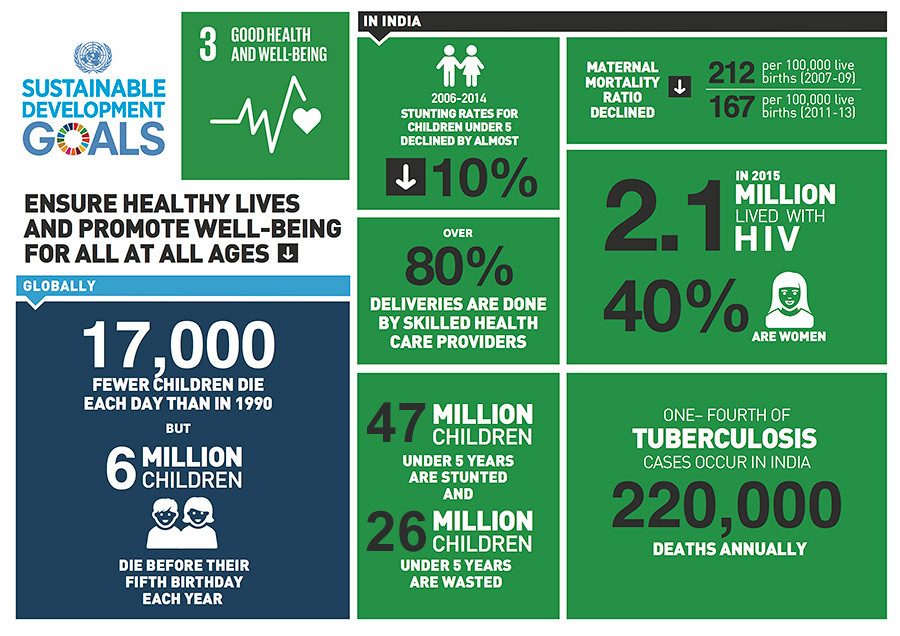 SUSTAINABLE
DEVELOPMENT
GOALS
3 GOOD HEALTH
AND WELL-BEING
ENSURE HEALTHY LIVES
AND PROMOTE WELL-BEING
FOR ALL AT ALL AGES
GLOBALLY
17,000
FEWER CHILDREN DIE
EACH DAY THAN IN 1990
BUT
6 MILLION
CHILDREN
DIE BEFORE THEIR
FIFTH BIRTHDAY
EACH YEAR
IN INDIA
2006-2014
STUNTING RATES FOR
CHILDREN UNDER 5
DECLINED BY ALMOST
10%
MATERNAL
MORTALITY
RATIO
DECLINED
212 per 100,000 live
births (2007-09)
167 per 100,000 live
births (2011-13)
OVER
80%
DELIVERIES ARE DONE
BY SKILLED HEALTH
CARE PROVIDERS
IN 2015
2.1 MILLION
LIVED WITH
HIV
40%
ARE WOMEN
47 MILLION
CHILDREN
UNDER 5 YEARS
ARE STUNTED
AND
26 MILLION
CHILDREN
UNDER 5 YEARS
ARE WASTED
ONE– FOURTH OF
TUBERCULOSIS
CASES OCCUR IN INDIA
220,000
DEATHS ANNUALLY